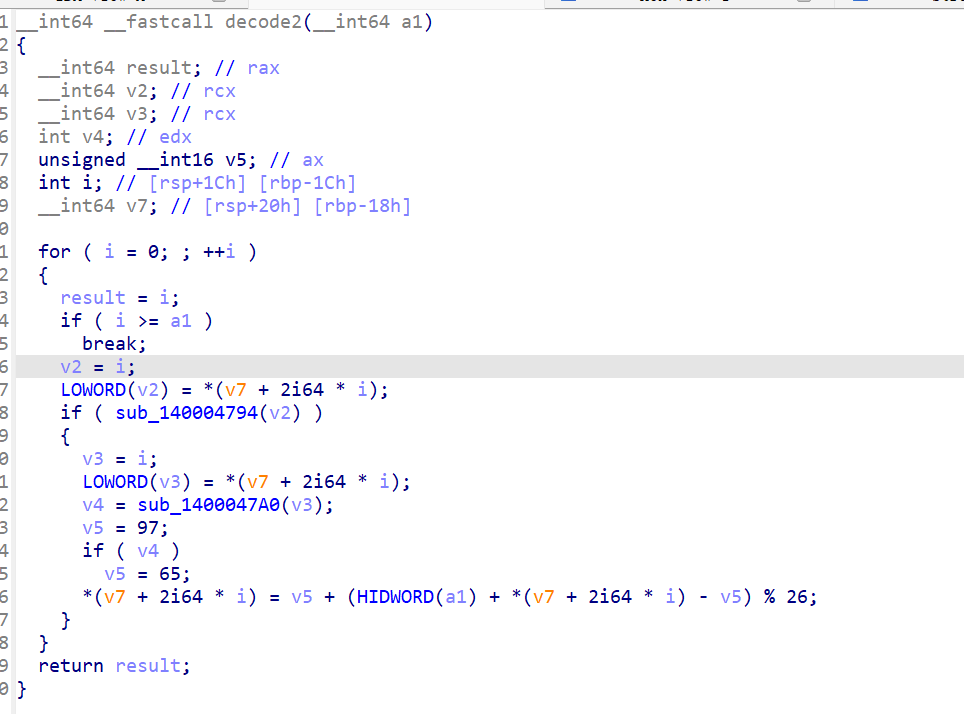 1 __int64 __fastcall decode2(__int64 a1)
2 {
3   __int64 result; // rax
4   __int64 v2; // rcx
5   __int64 v3; // rcx
6   int v4; // edx
7   unsigned __int16 v5; // ax
8   int i; // [rsp+1Ch] [rbp-1Ch]
9   __int64 v7; // [rsp+20h] [rbp-18h]
0
1   for ( i = 0; ; ++i )
2   {
3     result = i;
4     if ( i >= a1 )
5       break;
6     v2 = i;
7     LOWORD(v2) = *(v7 + 2i64 * i);
8     if ( sub_140004794(v2) )
9     {
0       v3 = i;
1       LOWORD(v3) = *(v7 + 2i64 * i);
2       v4 = sub_1400047A0(v3);
3       v5 = 97;
4       if ( v4 )
5         v5 = 65;
6       *(v7 + 2i64 * i) = v5 + (HIDWORD(a1) + *(v7 + 2i64 * i) - v5) % 26;
7     }
8   }
9   return result;
0 }